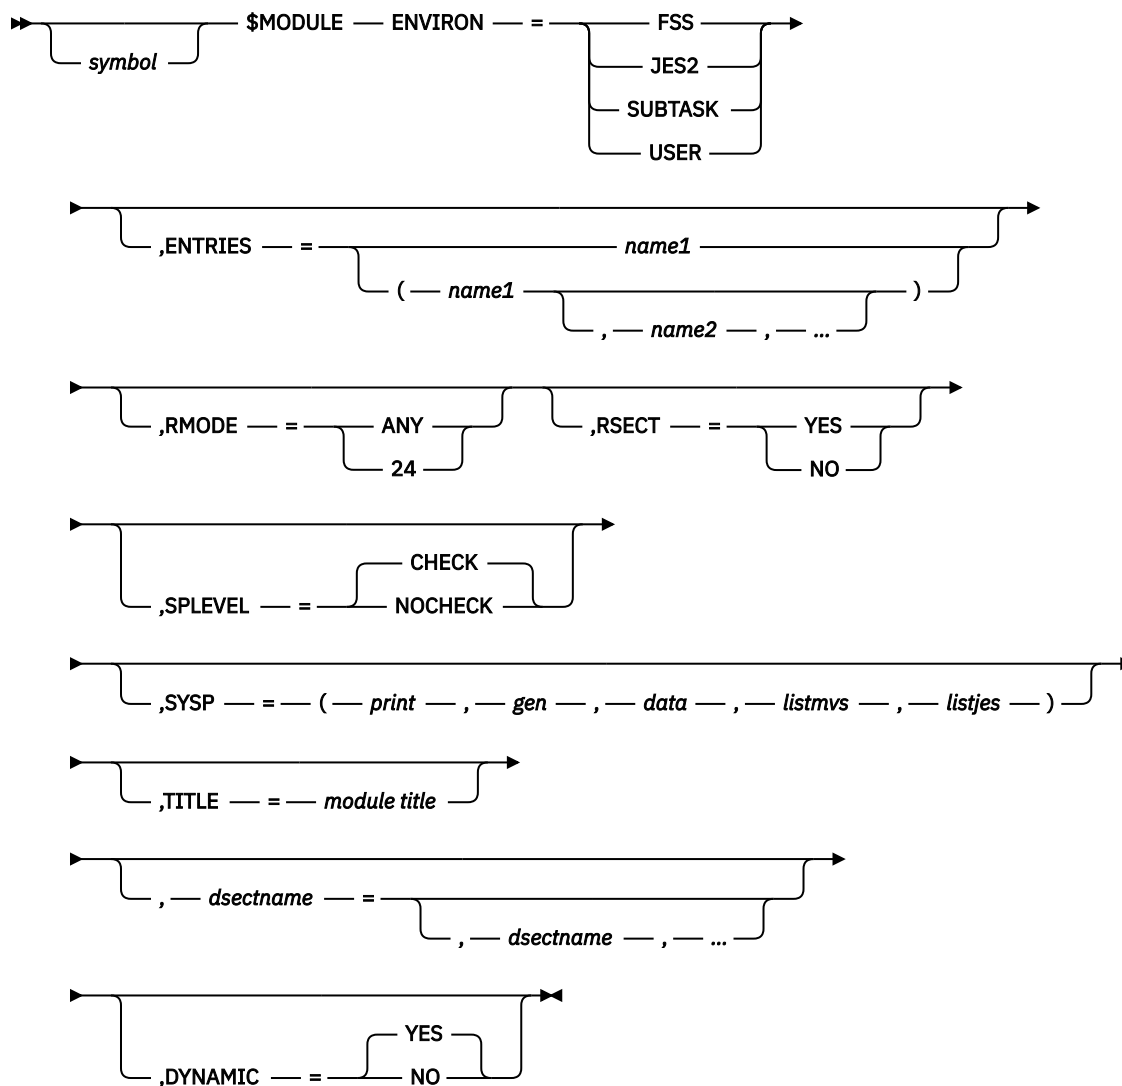 $MODULE ENVIRON = FSS
symbol
JES2
SUBTASK
USER
,ENTRIES = name1
( name1 )
, name2 , ...
,RMODE = ANY ,RSECT = YES
24 NO
CHECK
,SPLEVEL = NOCHECK
,SYSP = ( print , gen , data , listmvs , listjes )
,TITLE = module title
, dsectname =
, dsectname , ...
YES
,DYNAMIC = NO